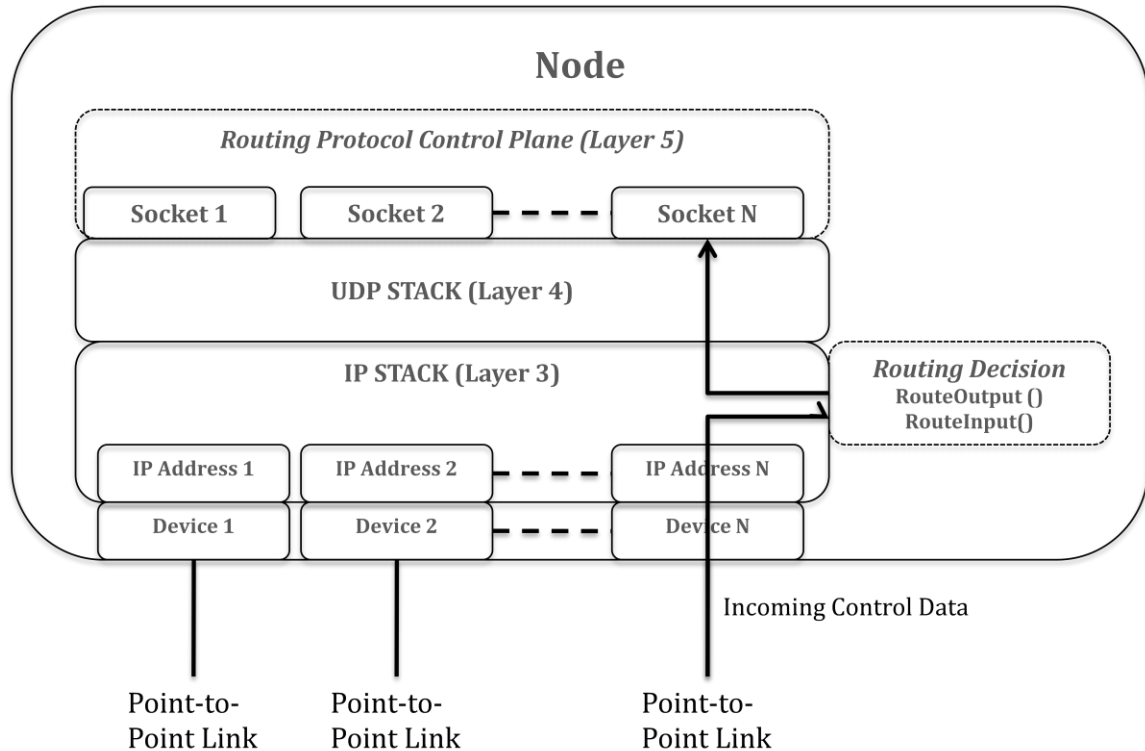 Node
Routing Protocol Control Plane (Layer 5)
Socket 1
Socket 2
Socket N
UDP STACK (Layer 4)
IP STACK (Layer 3)
Routing Decision
RouteOutput ()
RouteInput()
IP Address 1
IP Address 2
IP Address N
Device 1
Device 2
Device N
Incoming Control Data
Point-to-
Point Link
Point-to-
Point Link
Point-to-
Point Link